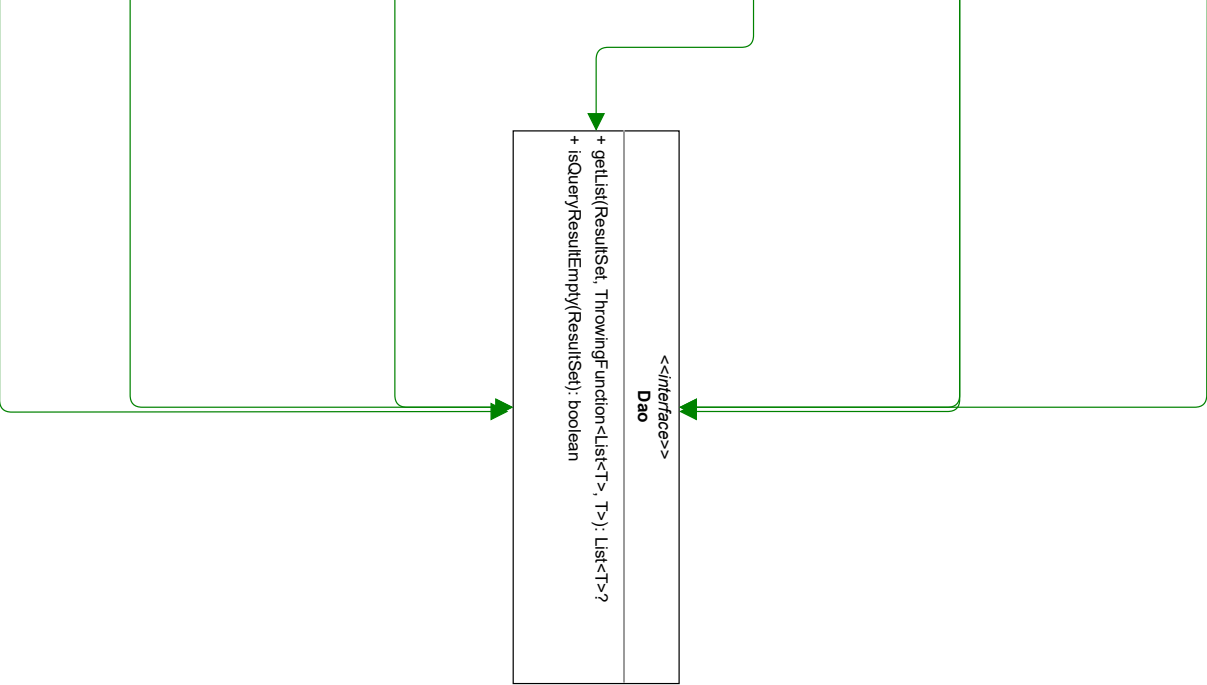 <<interface>>
Dao
+ getList(ResultSet, ThrowingFunction<List<T>, T>): List<T>?
+ isQueryResultEmpty(ResultSet): boolean